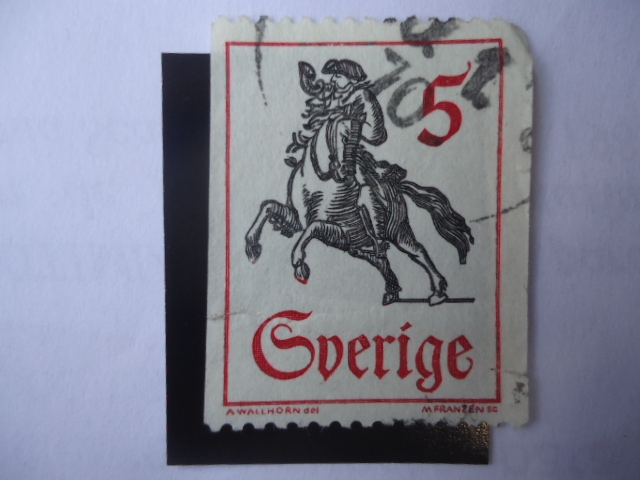 5
Sverige
A WALLHORN del M FRANZÉN SC